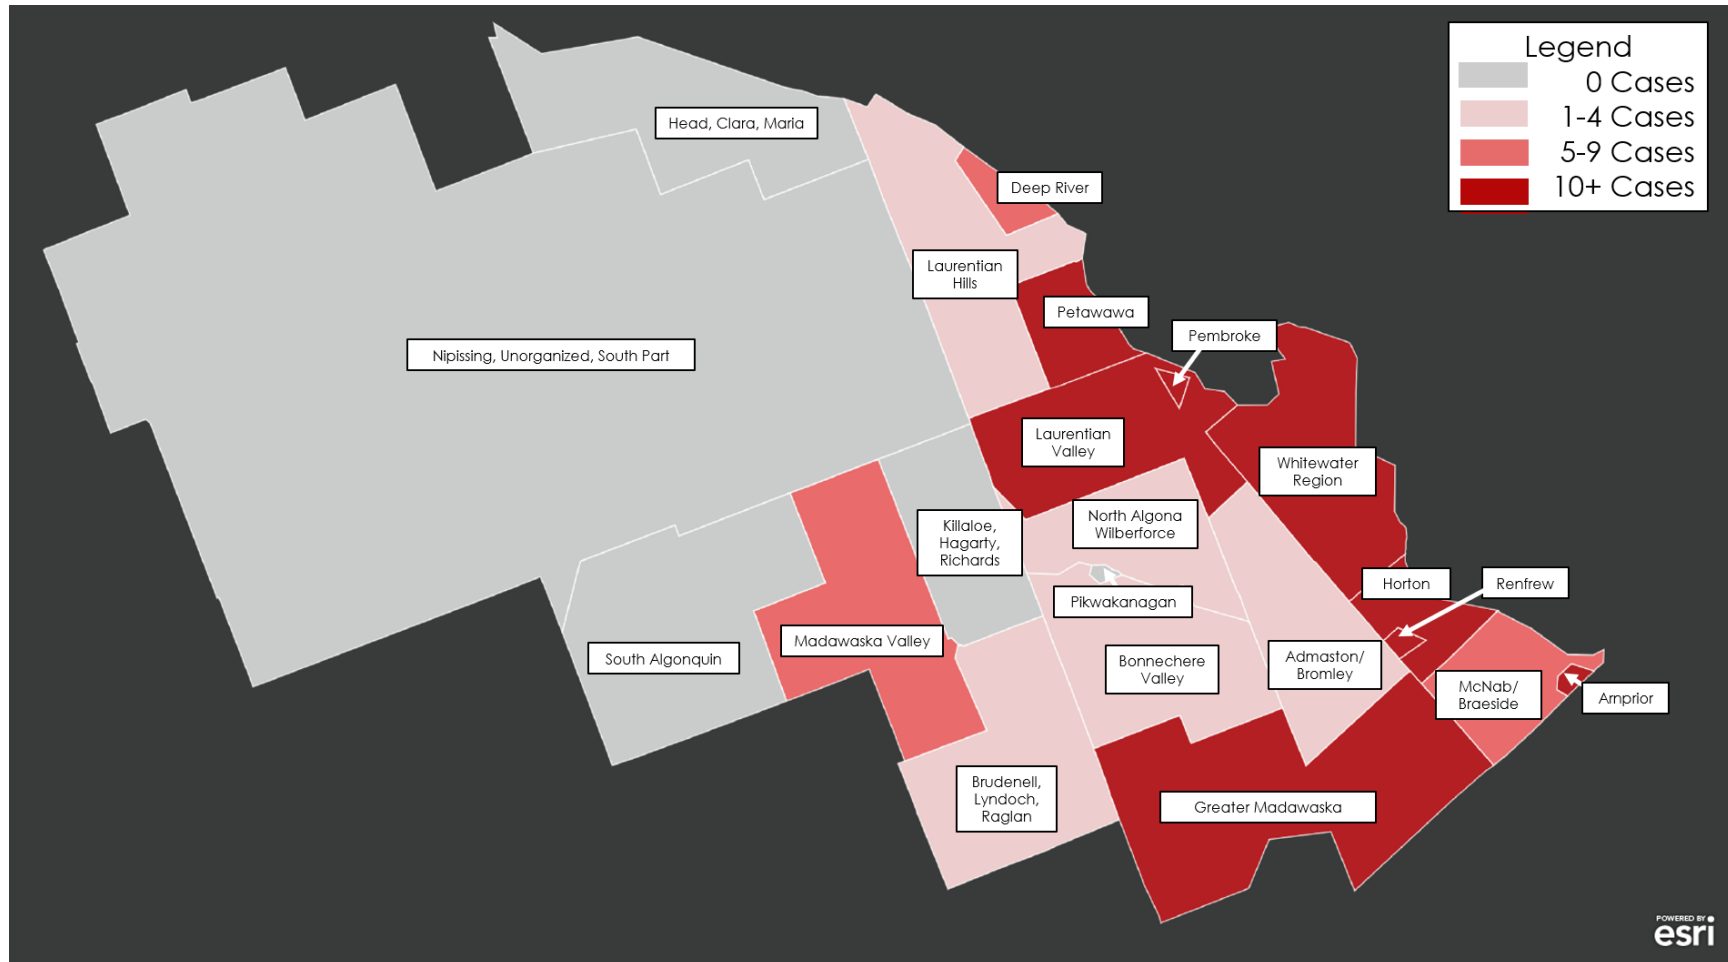 Legend
0 Cases
1-4 Cases
5-9 Cases
10+ Cases
Head, Clara, Maria
Deep River
Laurentian
Hills
Petawawa
Pembroke
Nipissing, Unorganized, South Part
Laurentian
Valley
Whitewater
Region
North Algona
Wilberforce
Killaloe,
Hagarty,
Richards
Horton
Renfrew
Pikwakanagan
Madawaska Valley
South Algonquin
Bonnechere
Valley
Admaston/
Bromley
McNab/
Braeside
Arnprior
Brudenell,
Lyndoch,
Raglan
Greater Madawaska
POWERED BY
esri